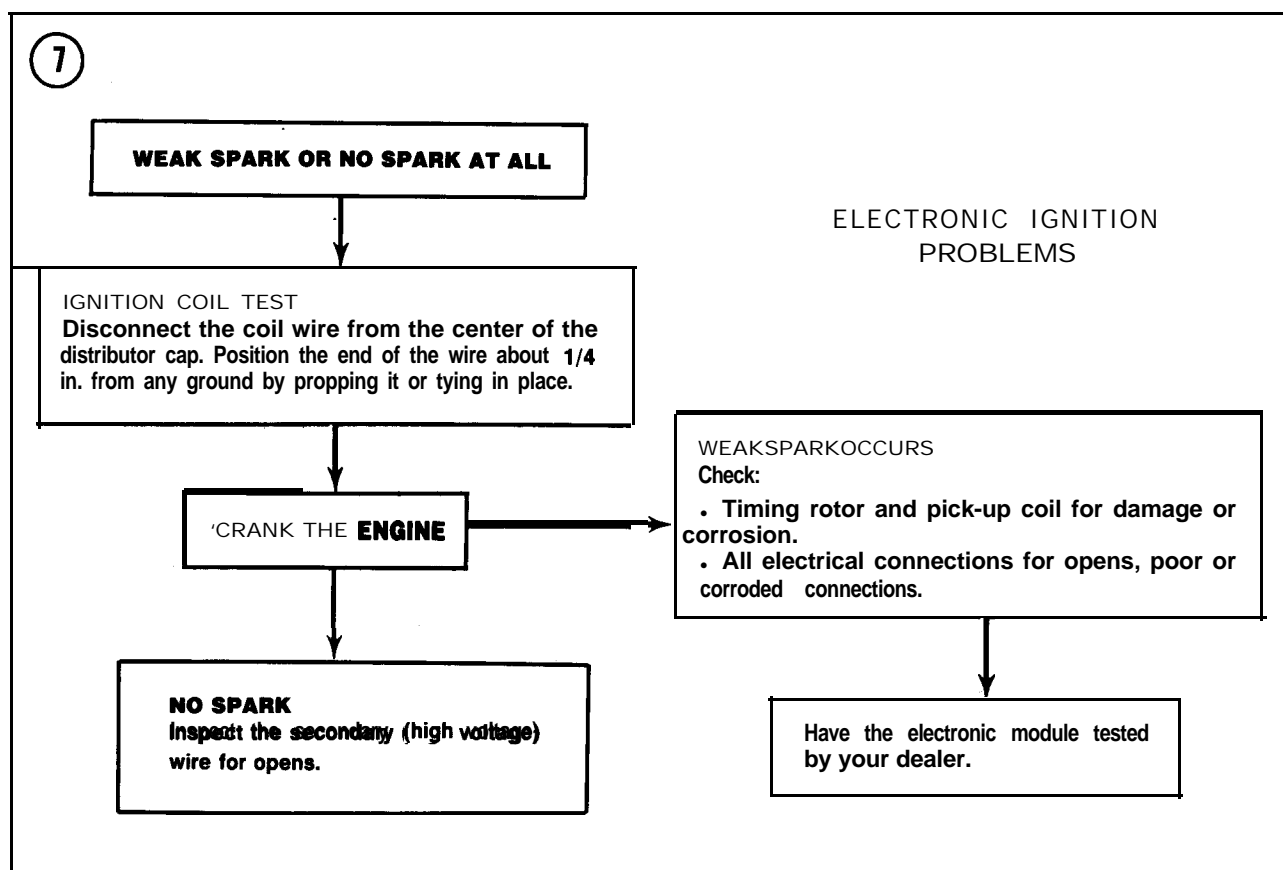 7
WEAK SPARK OR NO SPARK AT ALL
ELECTRONIC IGNITION
PROBLEMS
IGNITION COIL TEST
Disconnect the coil wire from the center of the
distributor cap. Position the end of the wire about 1/4
in. from any ground by propping it or tying in place.
'CRANK THE ENGINE
WEAKSPARKOCCURS
Check:
• Timing rotor and pick-up coil for damage or
corrosion.
• All electrical connections for opens, poor or
corroded connections.
NO SPARK
Inspect the secondary (high voltage)
wire for opens.
Have the electronic module tested
by your dealer.